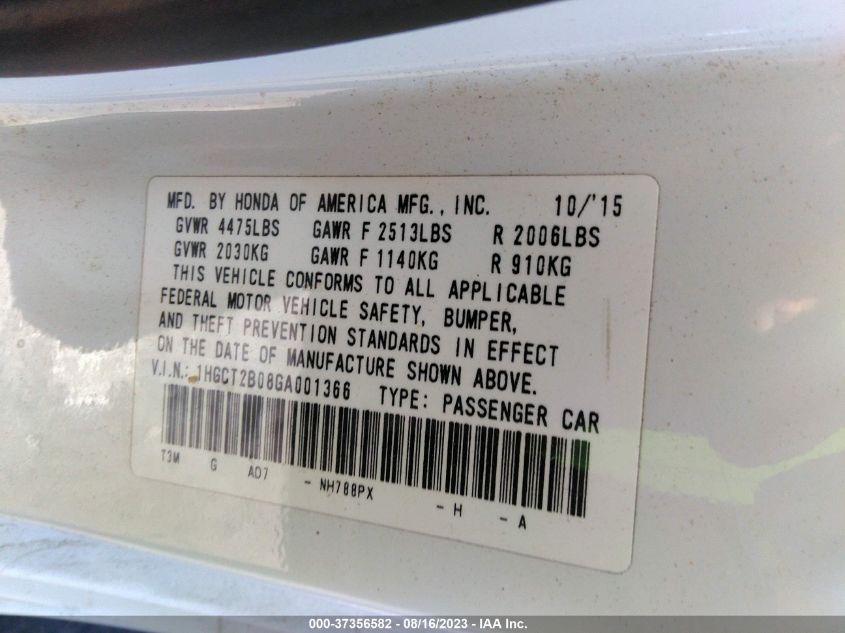 MFD. BY HONDA OF AMERICA MFG., INC. 10/'15
GVWR 4475LBS GAWR F 2513LBS R 2006LBS
GVWR 2030KG GAWR F 1140KG R 910KG
THIS VEHICLE CONFORMS TO ALL APPLICABLE
FEDERAL MOTOR VEHICLE SAFETY, BUMPER,
AND THEFT PREVENTION STANDARDS IN EFFECT
ON THE DATE OF MANUFACTURE SHOWN ABOVE.
V.I.N.: 1HGCT2B08GA001366 TYPE: PASSENGER CAR
T3M G AD7 - NH788PX - H - A
000-37356582 - 08/16/2023 - IAA Inc.